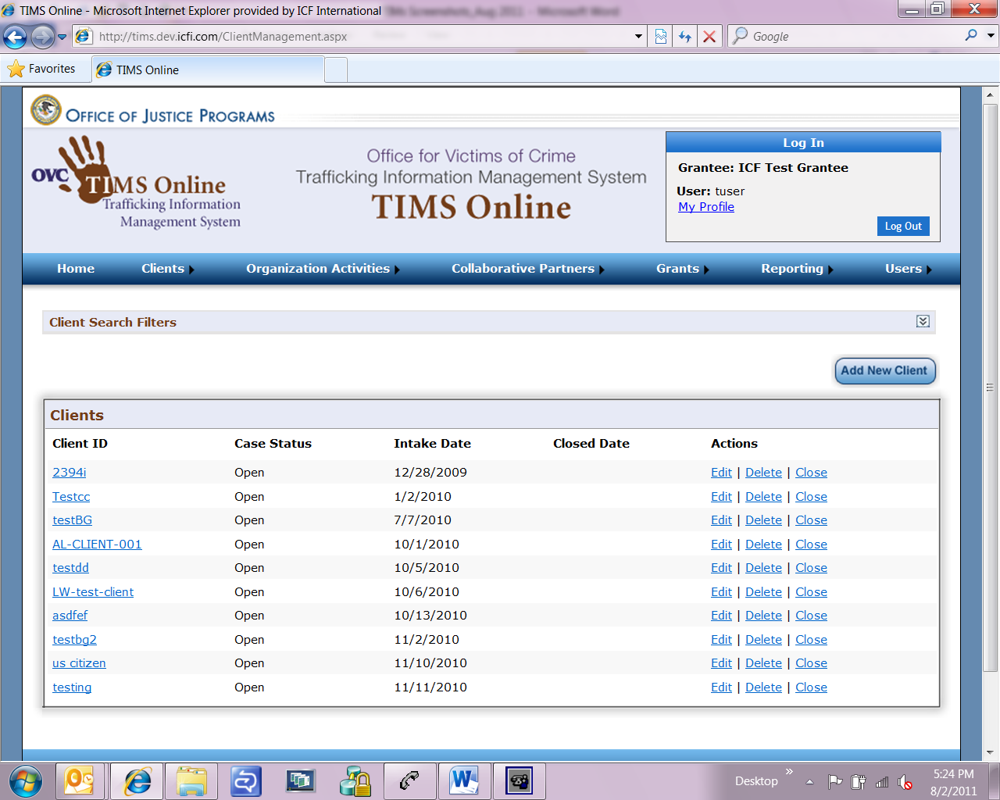 TIMS Online - Microsoft Internet Explorer provided by ICF International
http://tims.dev.icfi.com/ClientManagement.aspx
Google
Favorites
TIMS Online
OFFICE OF JUSTICE PROGRAMS
OVC
TIMS Online
Trafficking Information
Management System
Office for Victims of Crime
Trafficking Information Management System
TIMS Online
Log In
Grantee: ICF Test Grantee
User: tuser
My Profile
Log Out
Home Clients Organization Activities Collaborative Partners Grants Reporting Users
Client Search Filters
Add New Client
Clients
Client ID Case Status Intake Date Closed Date Actions
2394i Open 12/28/2009 Edit | Delete | Close
Testcc Open 1/2/2010 Edit | Delete | Close
testBG Open 7/7/2010 Edit | Delete | Close
AL-CLIENT-001 Open 10/1/2010 Edit | Delete | Close
testdd Open 10/5/2010 Edit | Delete | Close
LW-test-client Open 10/6/2010 Edit | Delete | Close
asdfef Open 10/13/2010 Edit | Delete | Close
testbg2 Open 11/2/2010 Edit | Delete | Close
us citizen Open 11/10/2010 Edit | Delete | Close
testing Open 11/11/2010 Edit | Delete | Close
Desktop
5:24 PM
8/2/2011